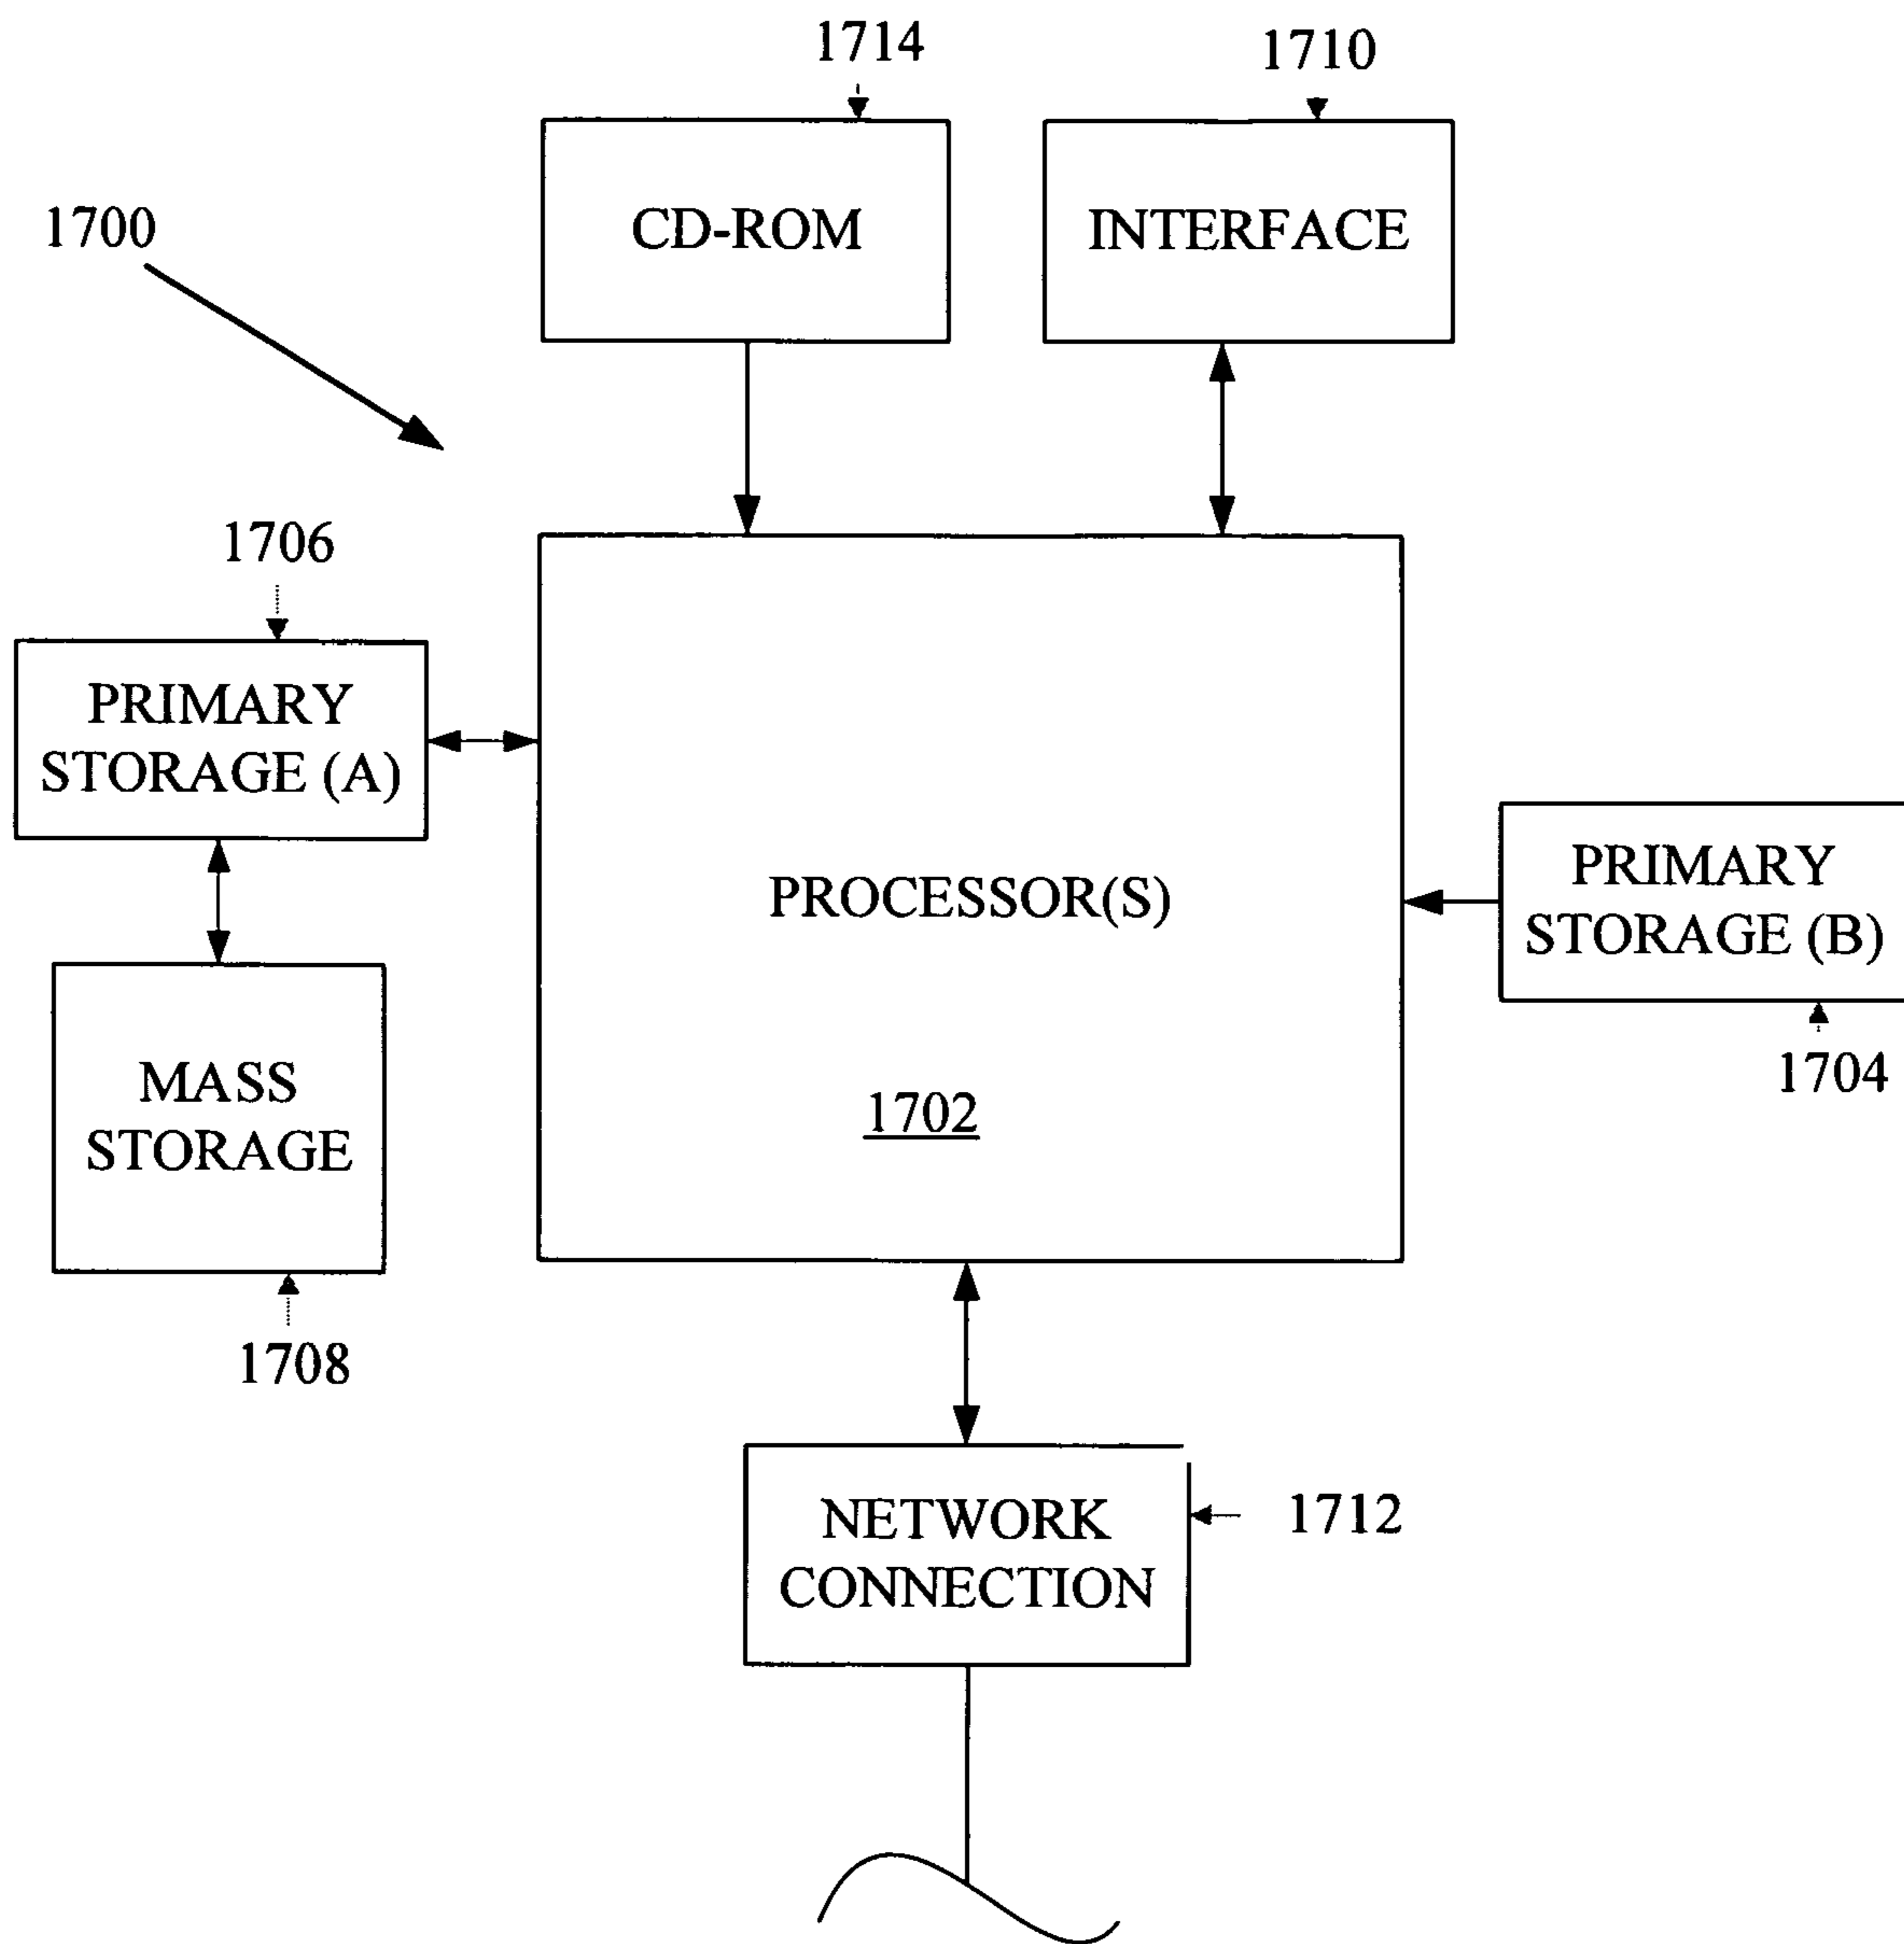 1714
1710
CD-ROM
INTERFACE
1700
1706
PRIMARY
STORAGE (A)
PROCESSOR(S)
1702
PRIMARY
STORAGE (B)
1704
MASS
STORAGE
1708
NETWORK
CONNECTION
1712